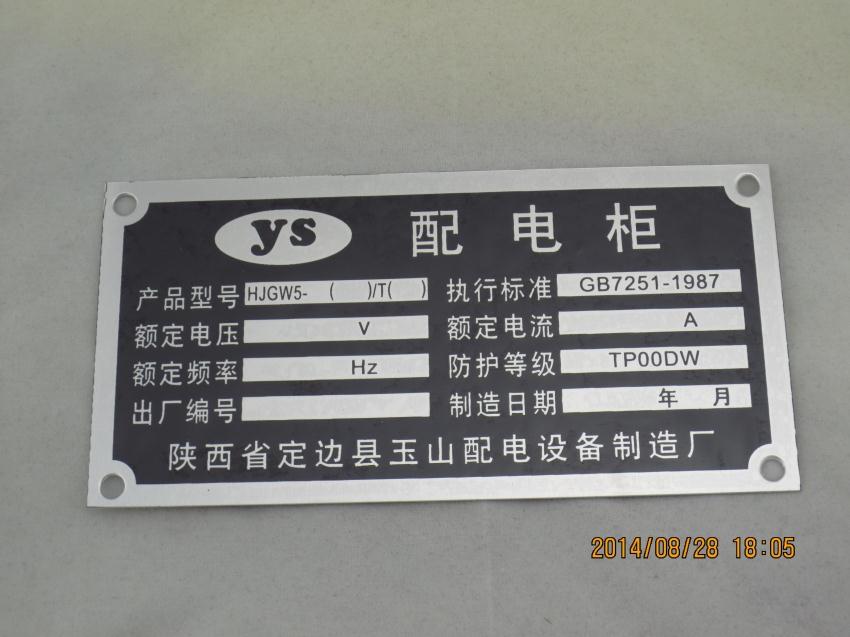 ys 配电柜
产品型号 HJGW5- ( )/T( ) 执行标准 GB7251-1987
额定电压 V 额定电流 A
额定频率 Hz 防护等级 TP00DW
出厂编号 制造日期 年 月
陕西省定边县玉山配电设备制造厂
2014/08/28 18:05